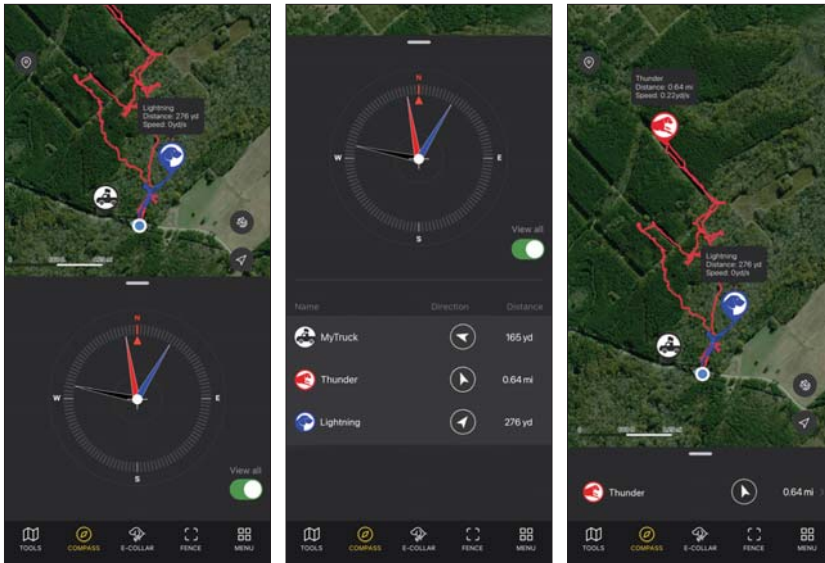 Lightning
Distance: 276 yd
Speed: 0yd/s
N
W
E
S
View all
TOOLS
COMPASS
E-COLLAR
FENCE
MENU
N
W
E
S
View all
Name Direction Distance
MyTruck 165 yd
Thunder 0.64 mi
Lightning 276 yd
TOOLS
COMPASS
E-COLLAR
FENCE
MENU
Thunder
Distance: 0.64 mi
Speed: 0.22yd/s
Lightning
Distance: 276 yd
Speed: 0yd/s
Thunder 0.64 mi
TOOLS
COMPASS
E-COLLAR
FENCE
MENU